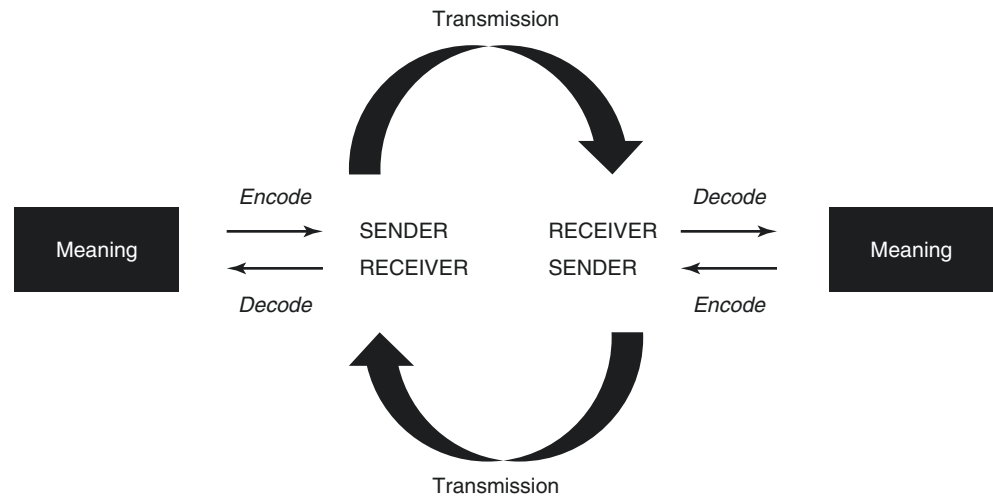 Transmission
Encode
Decode
Meaning
SENDER
RECEIVER
Meaning
RECEIVER
SENDER
Decode
Encode
Transmission